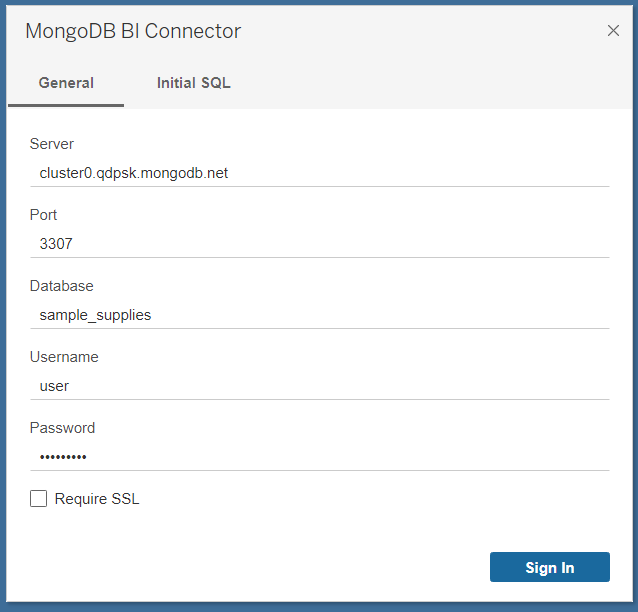 MongoDB BI Connector
General Initial SQL
Server
cluster0.qdpsk.mongodb.net
Port
3307
Database
sample_supplies
Username
user
Password
•••••••••
Require SSL
Sign In